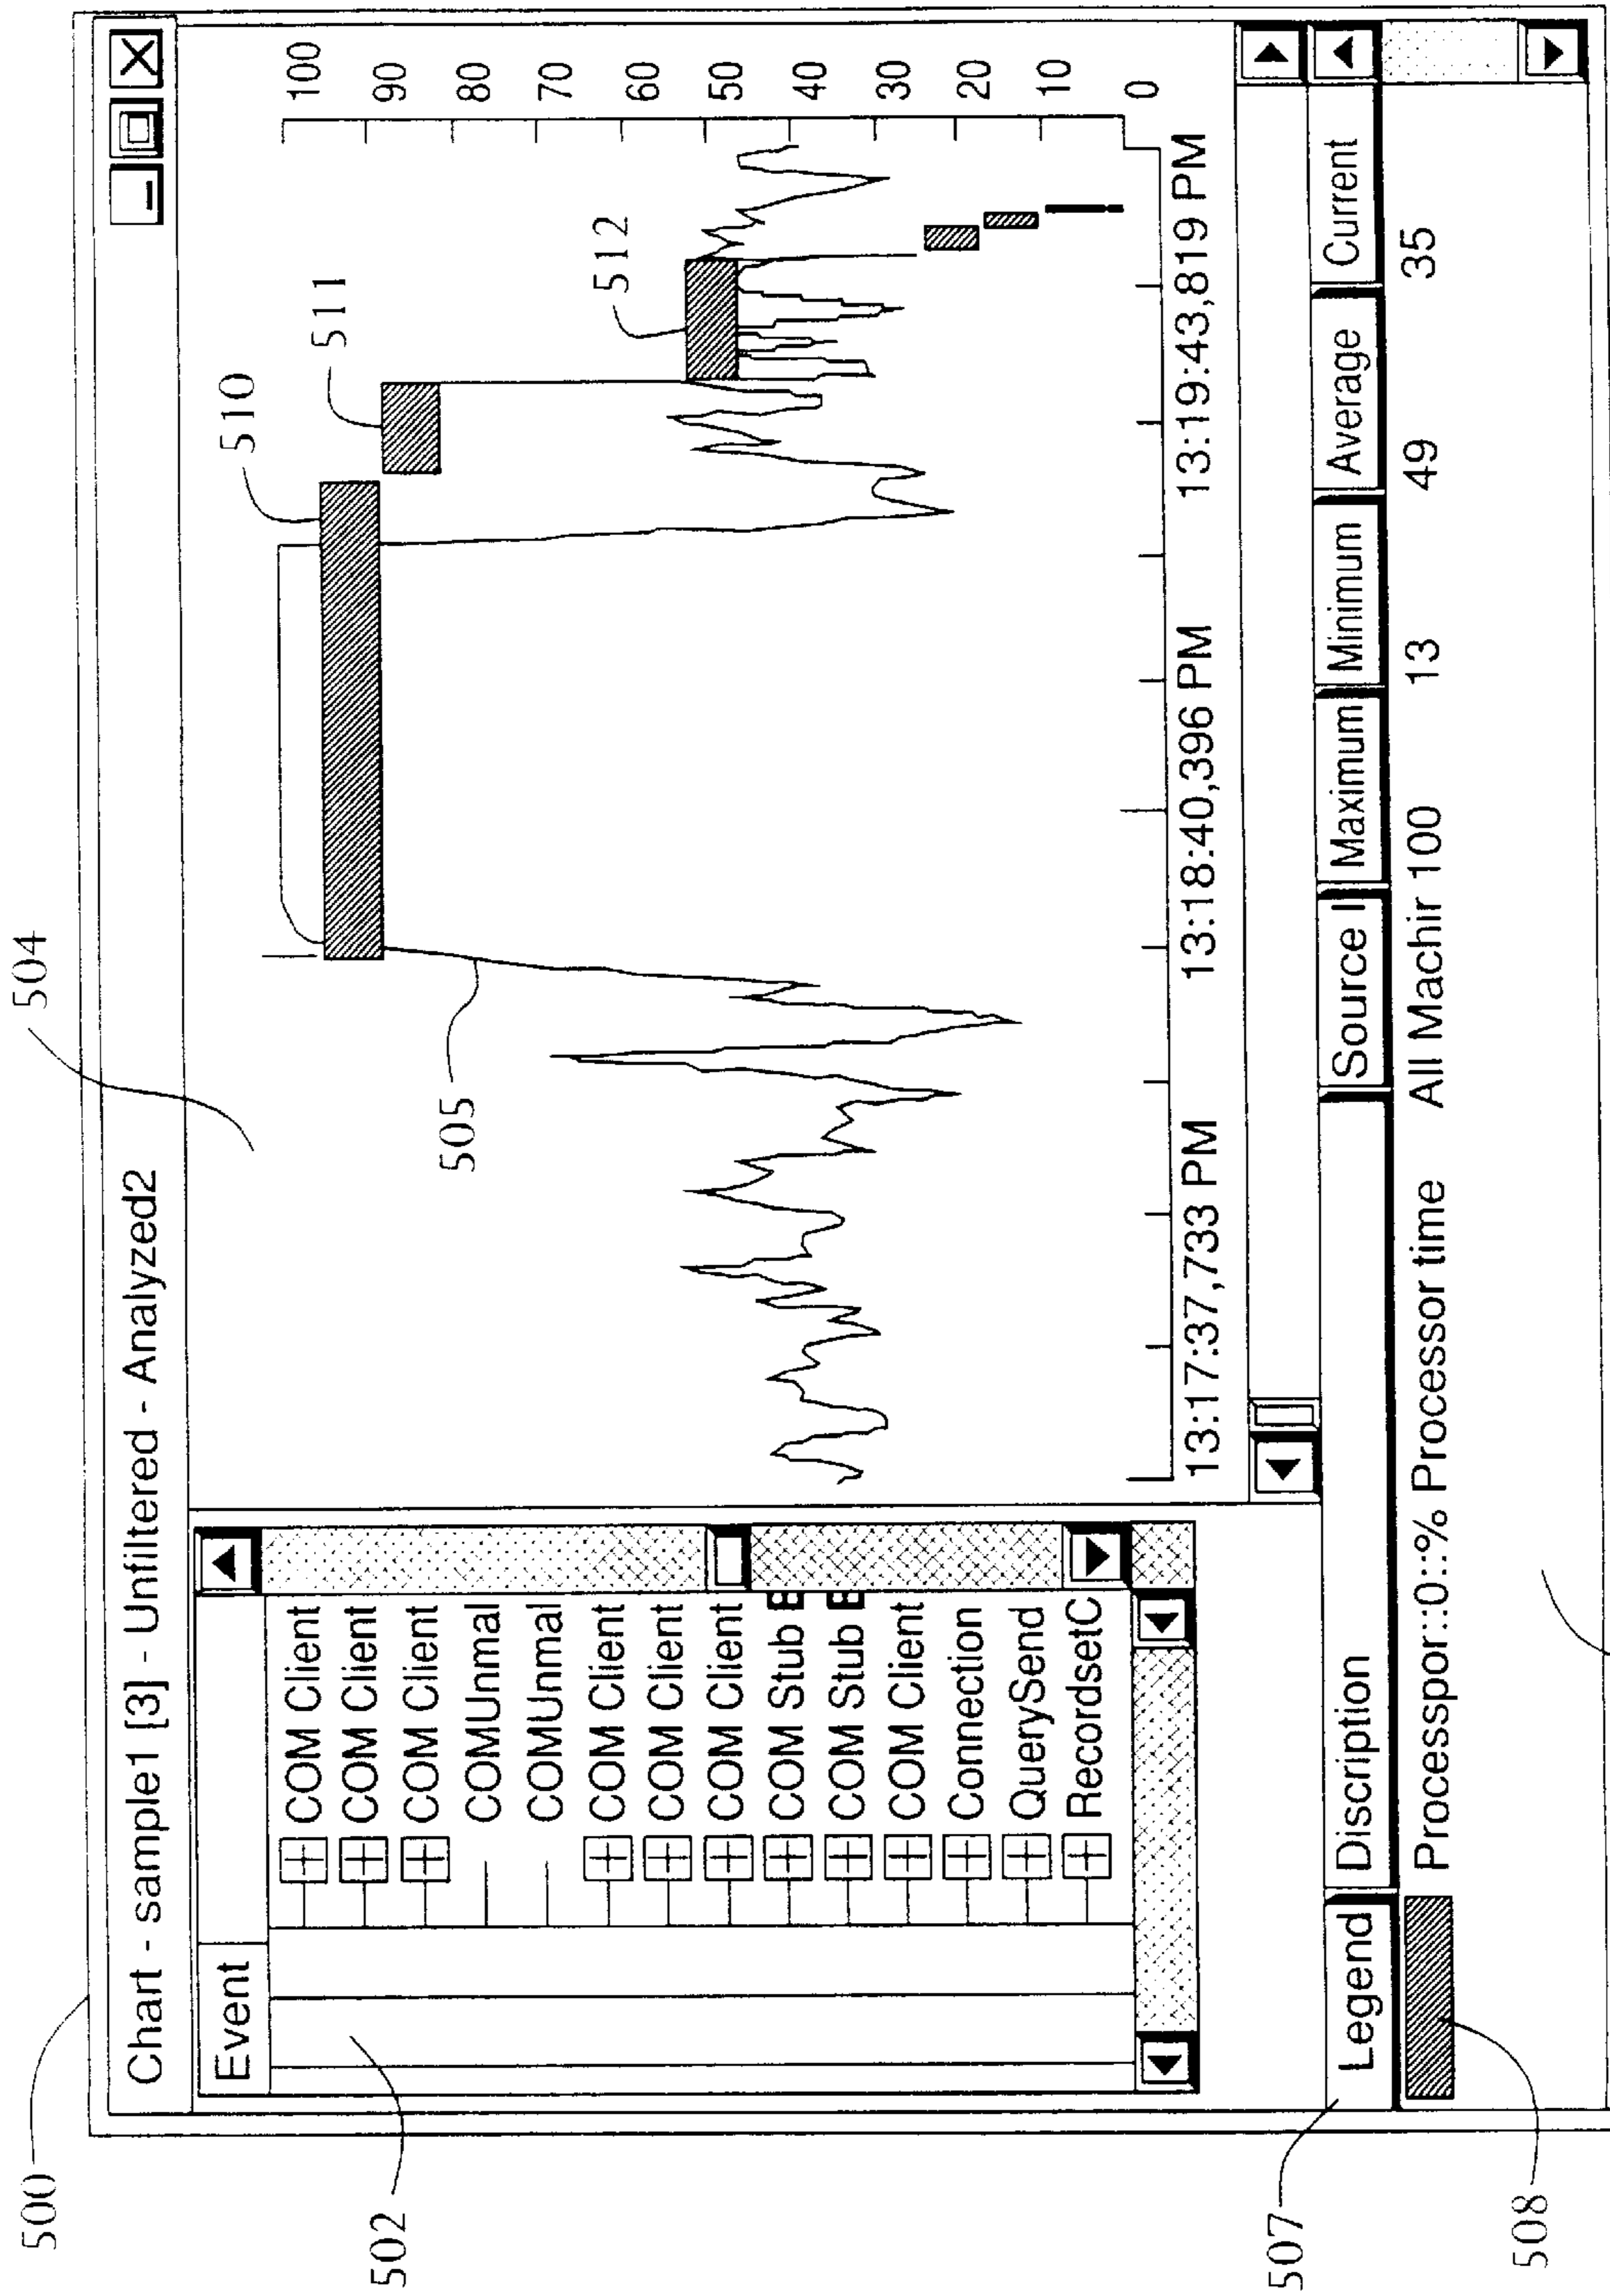 500
504
Chart - sample1 [3] - Unfiltered - Analyzed2
502
Event
COM Client
COM Client
COM Client
COMUnmal
COMUnmal
COM Client
COM Client
COM Client
COM Stub
COM Stub
COM Client
Connection
QuerySend
RecordsetC
505
510
511
512
100
90
80
70
60
50
40
30
20
10
0
13:17:37,733 PM
13:18:40,396 PM
13:19:43,819 PM
507
Legend Discription Source I Maximum Minimum Average Current
Processpor::0::% Processor time All Machir 100 13 49 35
508